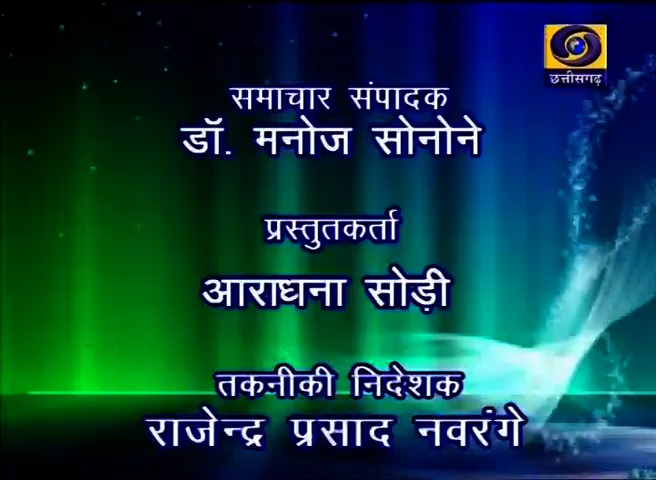 छत्तीसगढ़
समाचार संपादक
डॉ. मनोज सोनोने
प्रस्तुतकर्ता
आराधना सोड़ी
तकनीकी निदेशक
राजेन्द्र प्रसाद नवरंगे